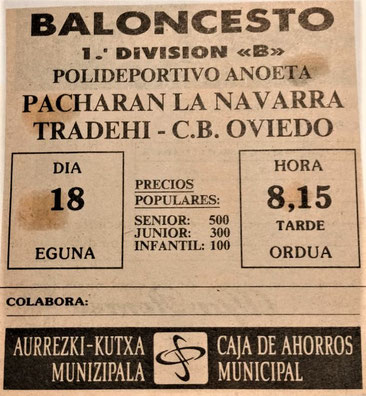 BALONCESTO
1.ª DIVISION «B»
POLIDEPORTIVO ANOETA
PACHARAN LA NAVARRA
TRADEHI - C.B. OVIEDO
DIA
18
EGUNA
PRECIOS
POPULARES:
SENIOR: 500
JUNIOR: 300
INFANTIL: 100
HORA
8,15
TARDE
ORDUA
COLABORA:
AURREZKI-KUTXA
MUNIZIPALA
CAJA DE AHORROS
MUNICIPAL